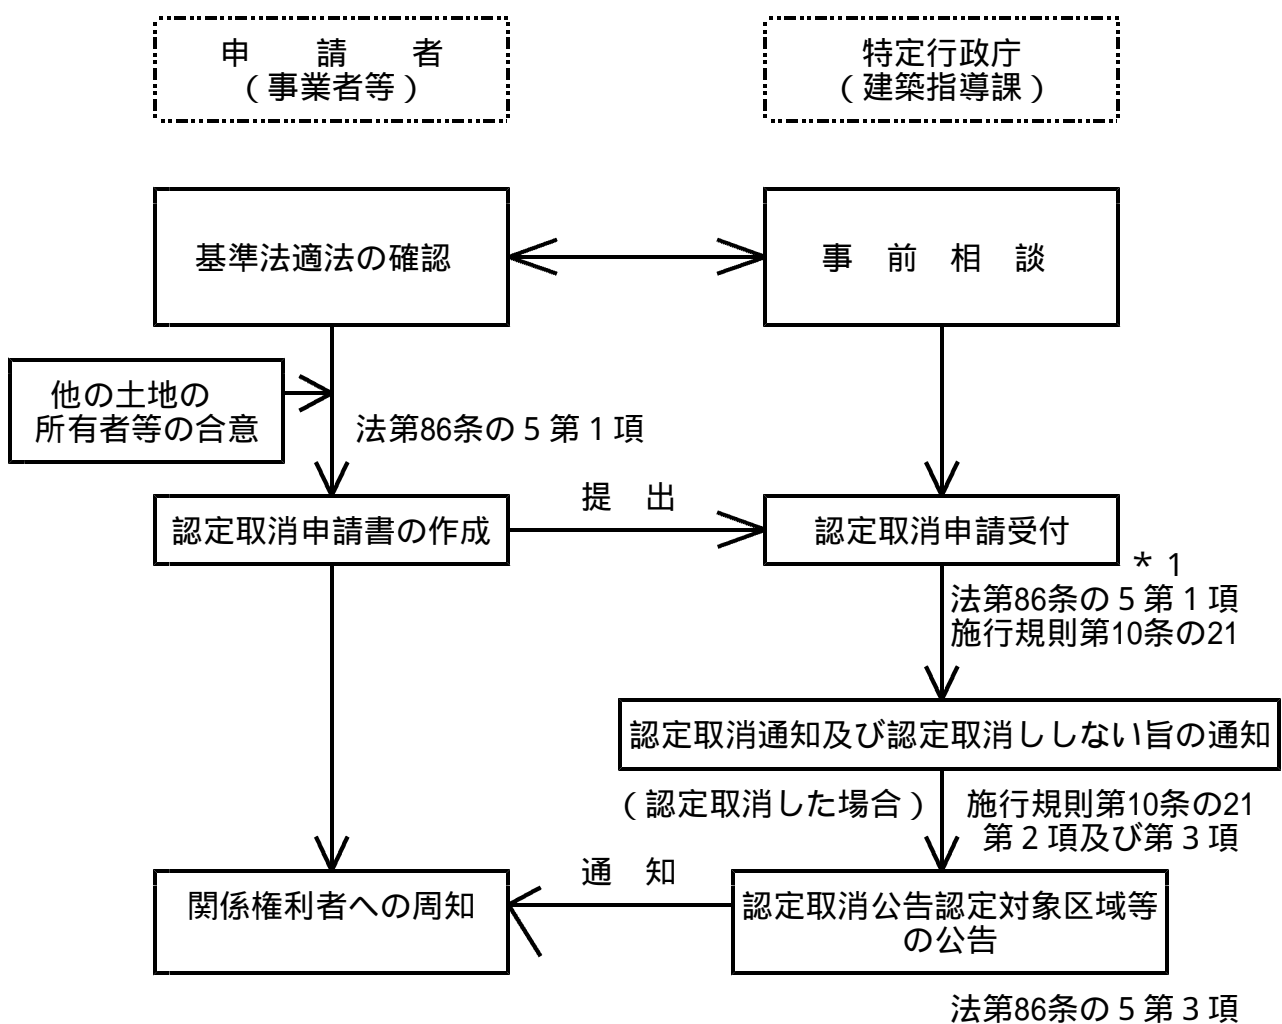 申　請　者
（事業者等）
特定行政庁
（建築指導課）
基準法適法の確認
事　前　相　談
他の土地の
所有者等の合意
法第86条の５第１項
認定取消申請書の作成
提　出
認定取消申請受付
＊１
法第86条の５第１項
施行規則第10条の21
認定取消通知及び認定取消ししない旨の通知
（認定取消した場合）
施行規則第10条の21
第２項及び第３項
関係権利者への周知
通　知
認定取消公告認定対象区域等
の公告
法第86条の５第３項